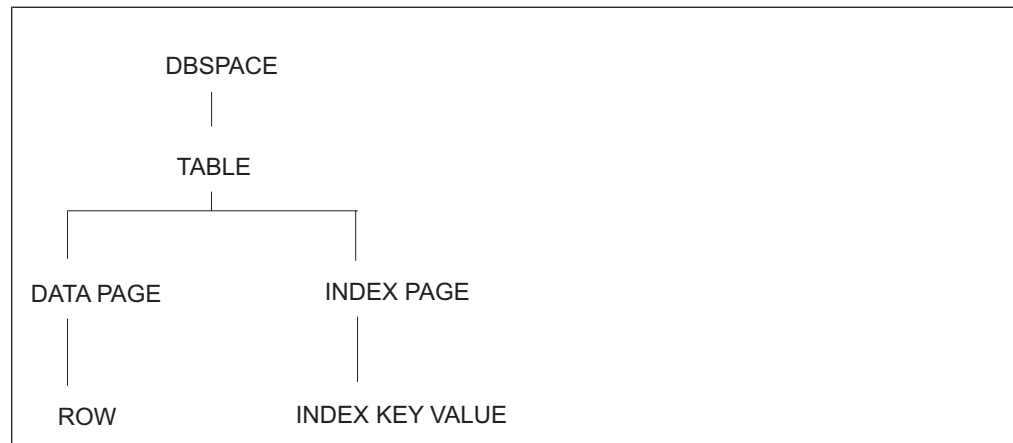 DBSPACE
TABLE
DATA PAGE
INDEX PAGE
ROW
INDEX KEY VALUE